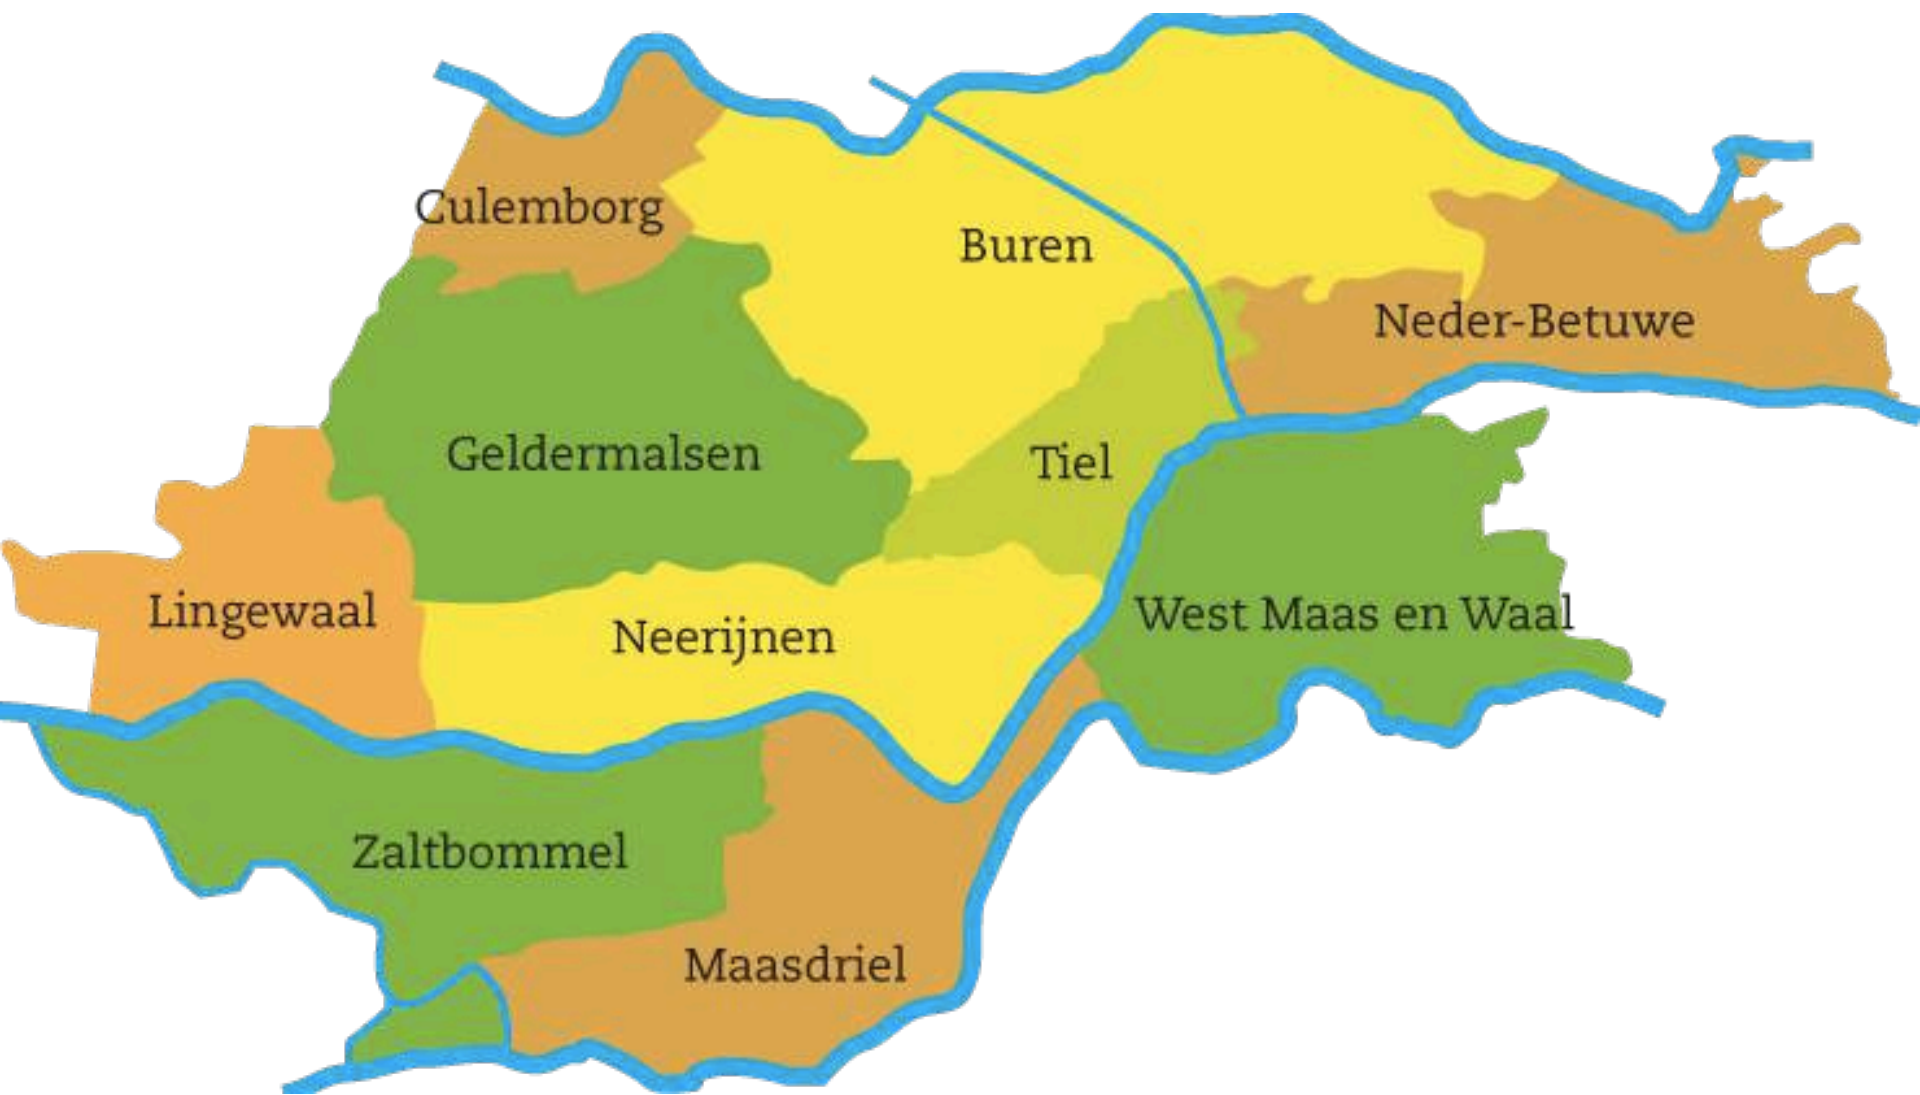 Culemborg
Buren
Neder-Betuwe
Geldermalsen
Tiel
Lingewaal
Neerijnen
West Maas en Waal
Zaltbommel
Maasdriel